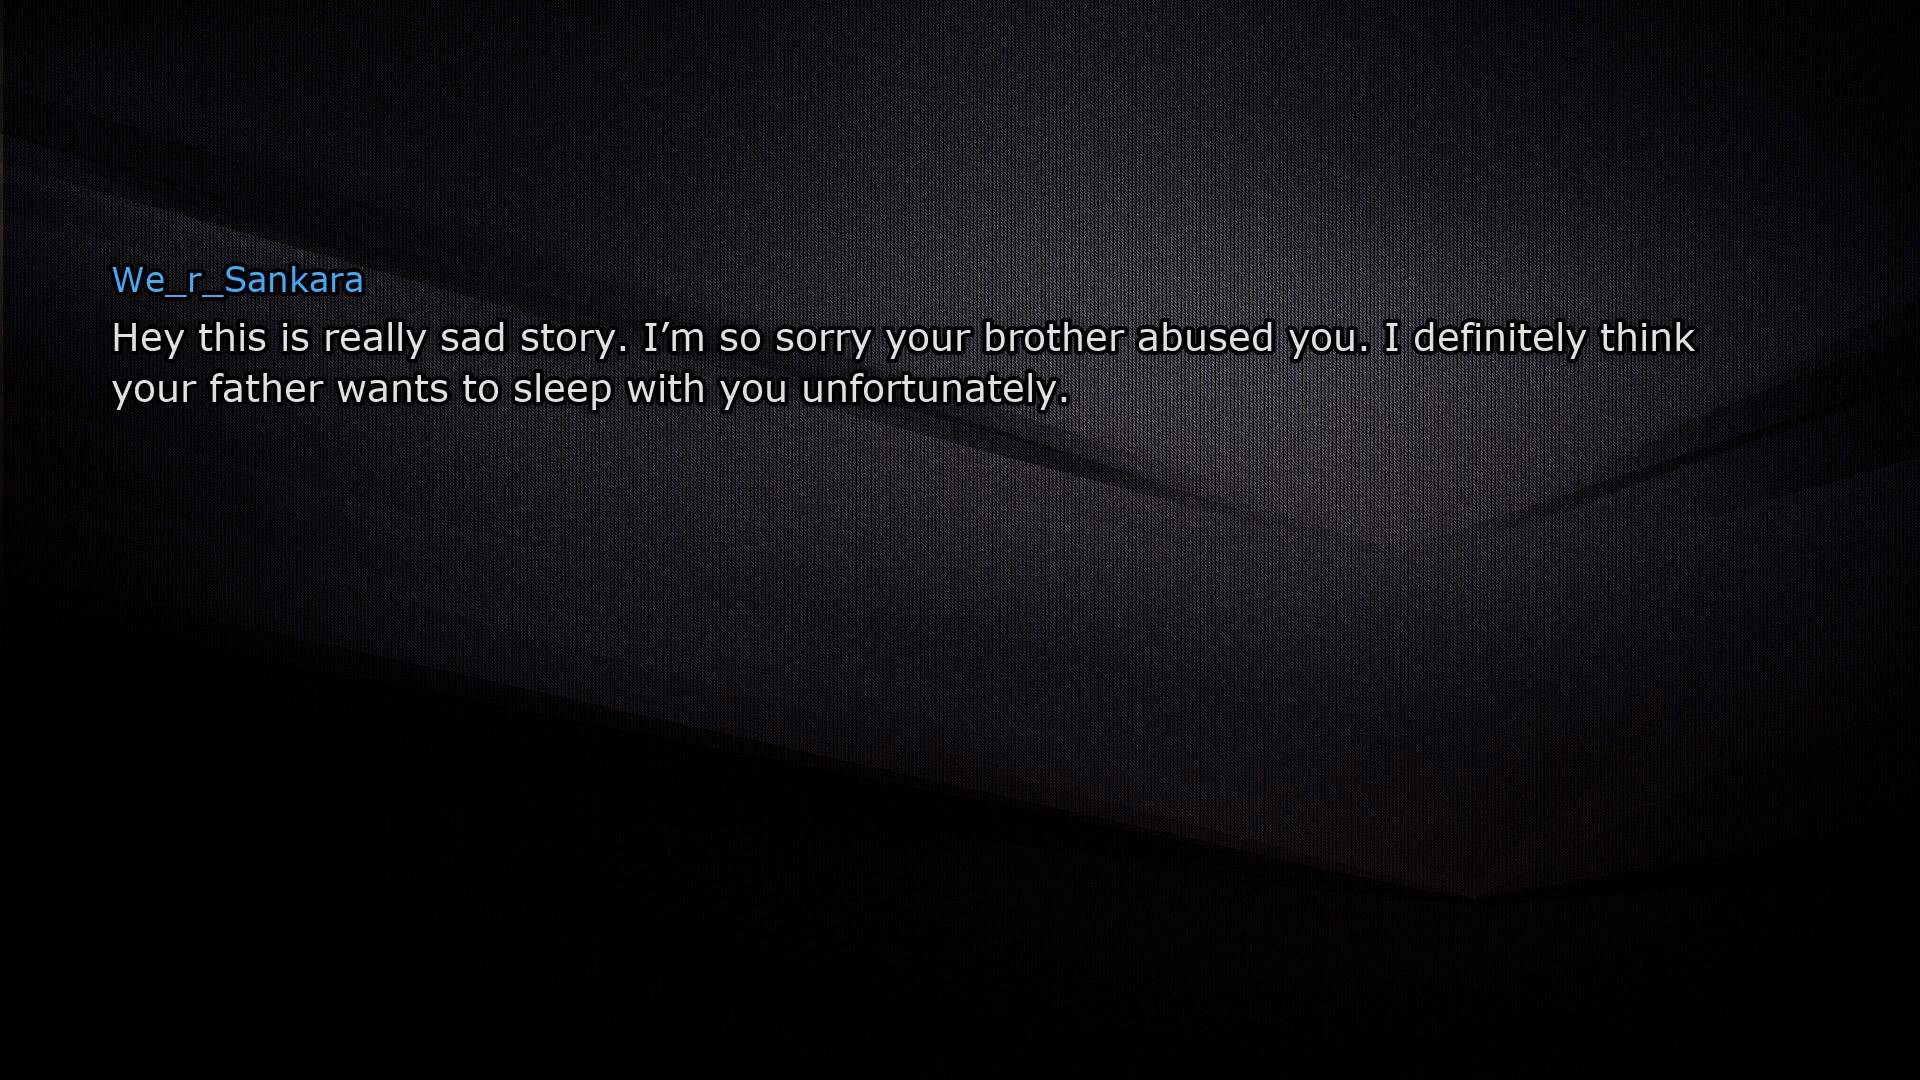 We_r_Sankara
Hey this is really sad story. I’m so sorry your brother abused you. I definitely think
your father wants to sleep with you unfortunately.